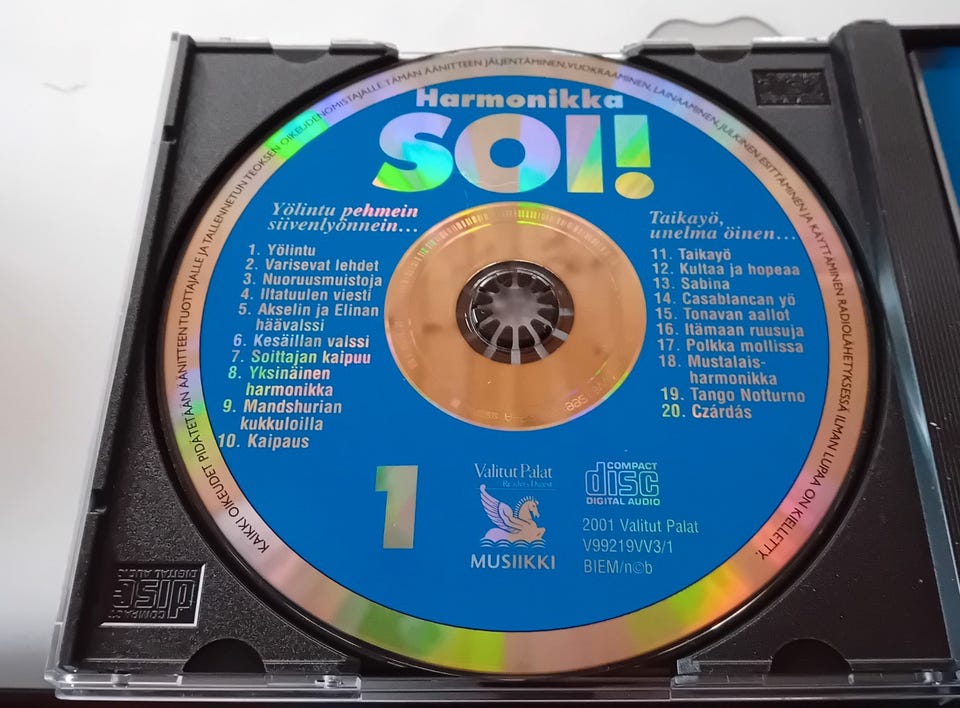 KAIKKI OIKEUDET PIDÄTETÄÄN ÄÄNITTEEN TUOTTAJALLE JA TALLENNETUN TEOKSEN OIKEUDENOMISTAJALLE. TÄMÄN ÄÄNITTEEN JÄLJENTÄMINEN, VUOKRAAMINEN, LAINAAMINEN, JULKINEN ESITTÄMINEN JA KÄYTTÄMINEN RADIOLÄHETYKSESSÄ ILMAN LUPAA ON KIELLETTY.
Harmonikka
SOI!
Yölintu pehmein
siivenlyönnein...
1. Yölintu
2. Varisevat lehdet
3. Nuoruusmuistoja
4. Iltatuulen viesti
5. Akselin ja Elinan
häävalssi
6. Kesäillan valssi
7. Soittajan kaipuu
8. Yksinäinen
harmonikka
9. Mandshurian
kukkuloilla
10. Kaipaus
Taikayö,
unelma öinen...
11. Taikayö
12. Kultaa ja hopeaa
13. Sabina
14. Casablancan yö
15. Tonavan aallot
16. Itämaan ruusuja
17. Polkka mollissa
18. Mustalais-
harmonikka
19. Tango Notturno
20. Czárdás
1
Valitut Palat
Reader's Digest
MUSIIKKI
COMPACT
disc
DIGITAL AUDIO
2001 Valitut Palat
V99219VV3/1
BIEM/n©b
COMPACT
disc
DIGITAL AUDIO